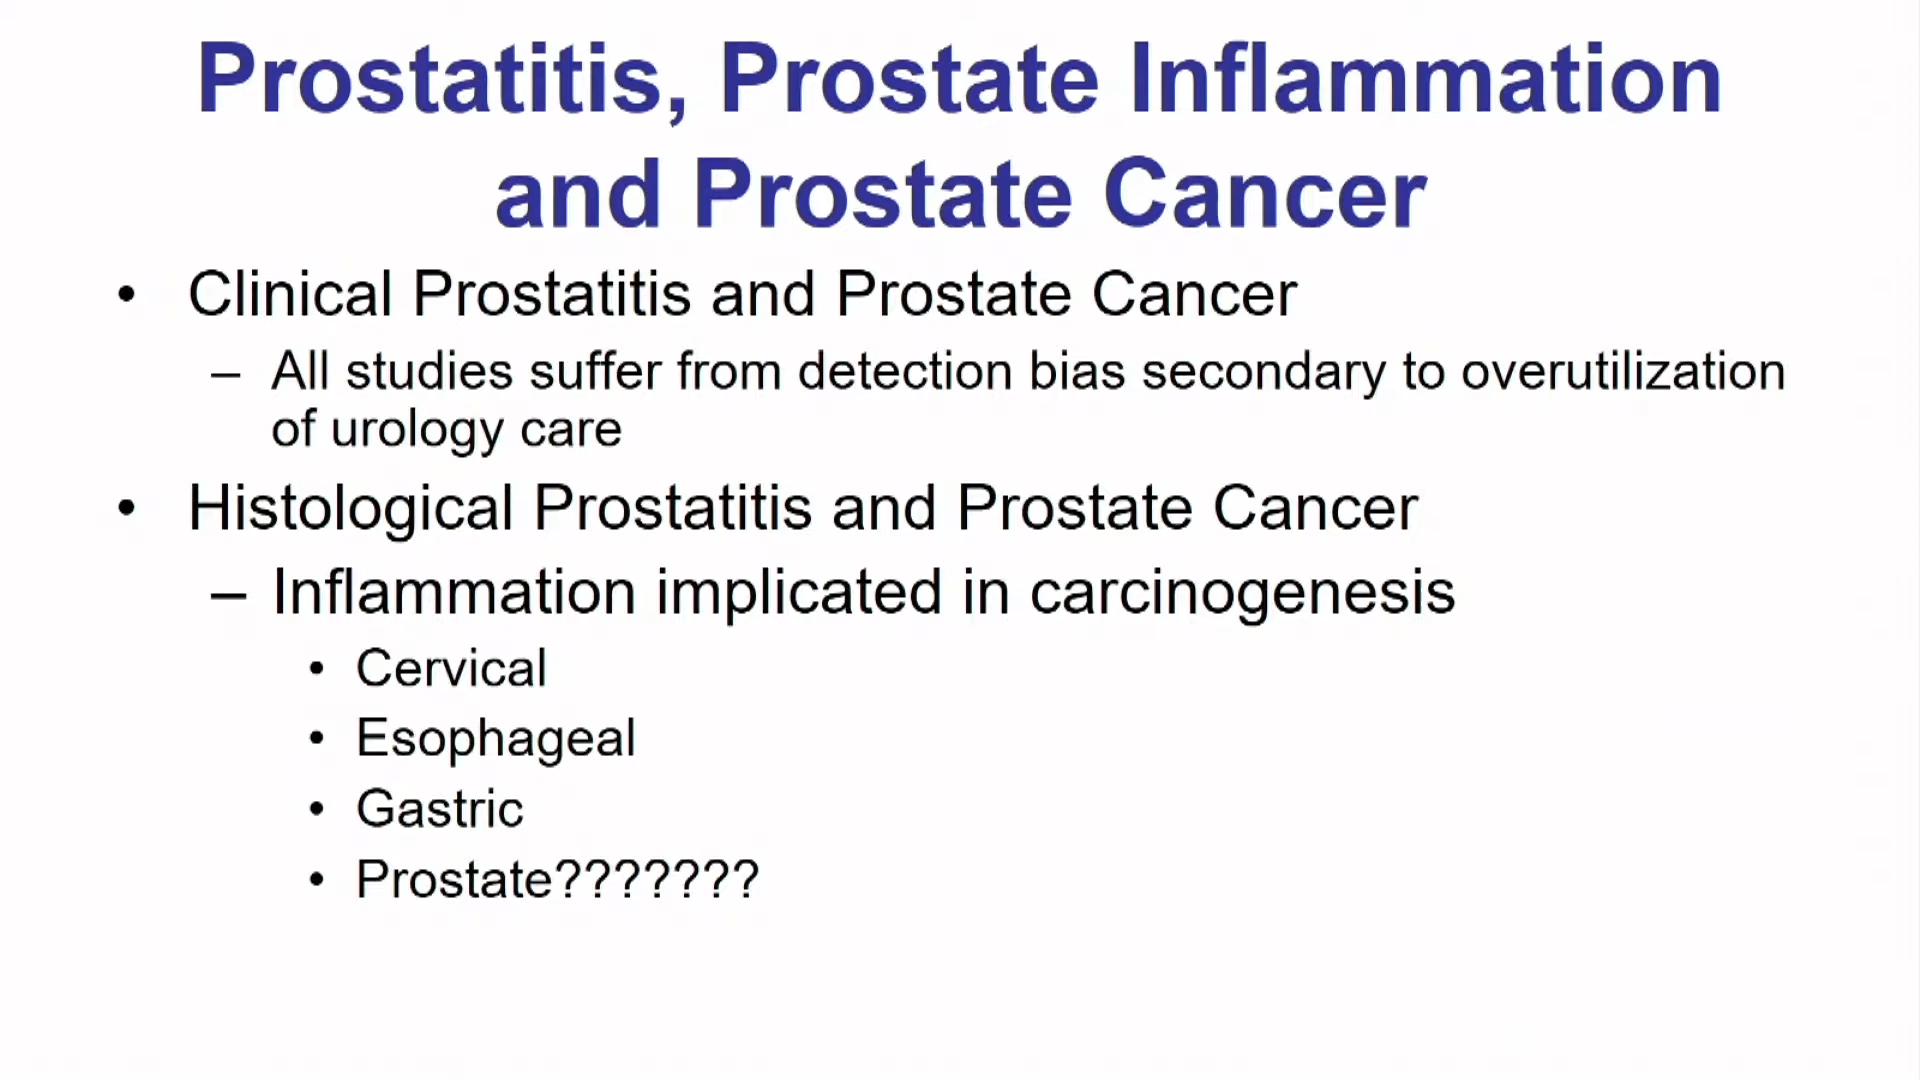 Prostatitis, Prostate Inflammation
and Prostate Cancer
• Clinical Prostatitis and Prostate Cancer
– All studies suffer from detection bias secondary to overutilization
of urology care
• Histological Prostatitis and Prostate Cancer
– Inflammation implicated in carcinogenesis
• Cervical
• Esophageal
• Gastric
• Prostate???????